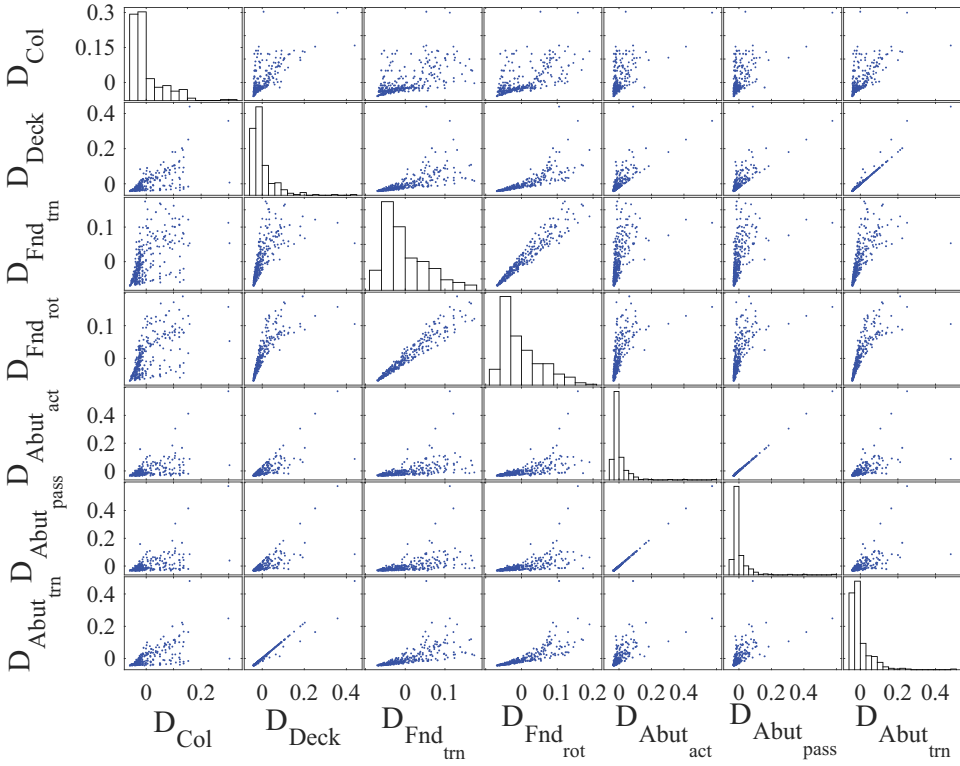 D_Col 0.3 0.15 0
D_Deck 0.4 0.2 0
D_Fnd_trn 0.1 0
D_Fnd_rot 0.1 0
D_Abut_act 0.4 0.2 0
D_Abut_pass 0.4 0.2 0
D_Abut_trn 0.4 0.2 0
0 0.2 0 0.2 0.4 0 0.1 0 0.1 0.2 0 0.2 0.4 0 0.2 0.4 0 0.2 0.4
D_Col D_Deck D_Fnd_trn D_Fnd_rot D_Abut_act D_Abut_pass D_Abut_trn